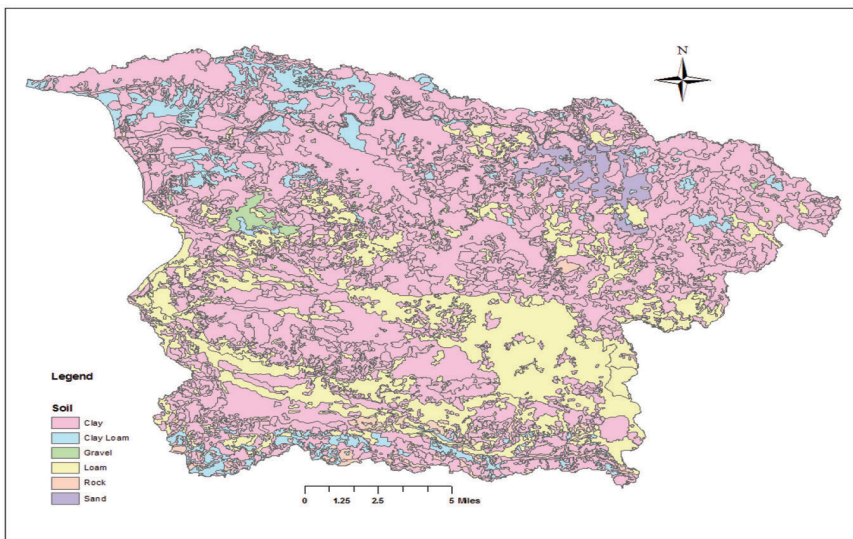 N
Legend
Soil
Clay
Clay Loam
Gravel
Loam
Rock
Sand
0 1.25 2.5 5 Miles